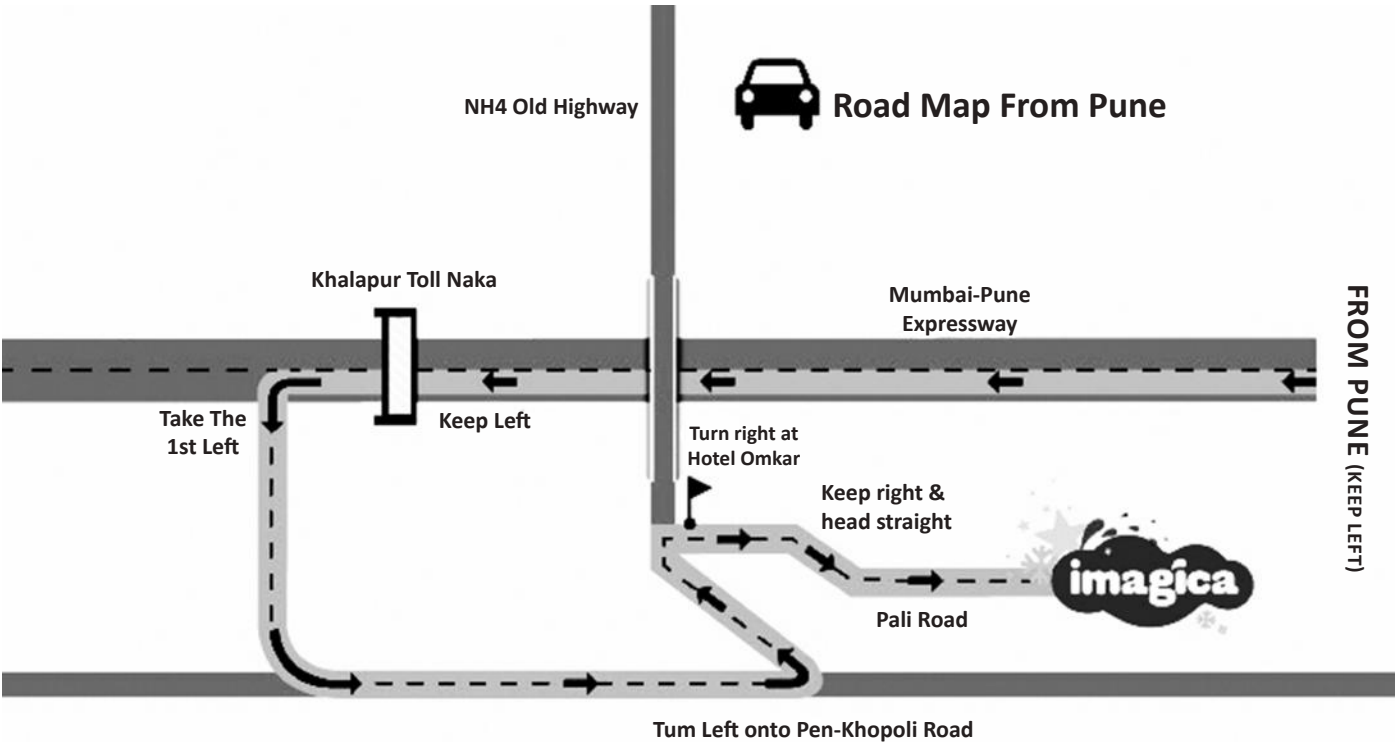 NH4 Old Highway
Road Map From Pune
Khalapur Toll Naka
Mumbai-Pune
Expressway
FROM PUNE (KEEP LEFT)
Take The
1st Left
Keep Left
Turn right at
Hotel Omkar
Keep right &
head straight
imagica
Pali Road
Tum Left onto Pen-Khopoli Road